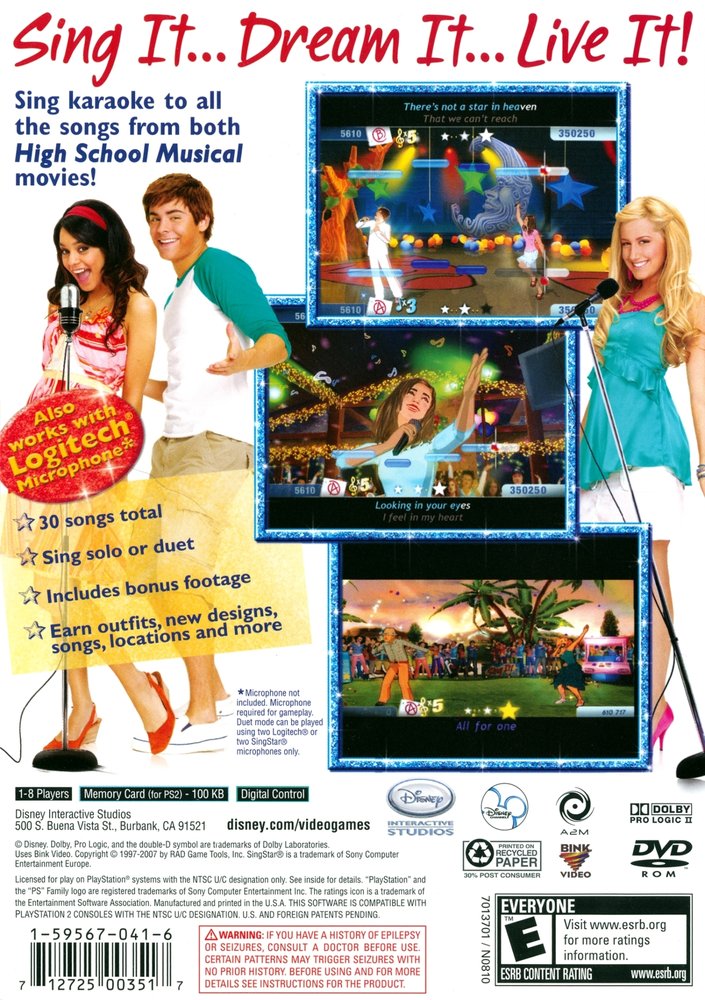 Sing It... Dream It... Live It!
Sing karaoke to all
the songs from both
High School Musical
movies!
There's not a star in heaven
That we can't reach
5610
5
350250
5610
x3
Also
works with
Logitech®
Microphone*
5610
5
350250
Looking in your eyes
I feel in my heart
30 songs total
Sing solo or duet
Includes bonus footage
Earn outfits, new designs,
songs, locations and more
0
5
610 717
All for one
*Microphone not
included. Microphone
required for gameplay.
Duet mode can be played
using two Logitech® or
two SingStar®
microphones only.
1-8 Players
Memory Card (for PS2) - 100 KB
Digital Control
Disney Interactive Studios
500 S. Buena Vista St., Burbank, CA 91521
disney.com/videogames
Disney
INTERACTIVE
STUDIOS
Disney
Channel
A2M
DOLBY
PRO LOGIC II
© Disney. Dolby, Pro Logic, and the double-D symbol are trademarks of Dolby Laboratories.
Uses Bink Video. Copyright © 1997-2007 by RAD Game Tools, Inc. SingStar® is a trademark of Sony Computer
Entertainment Europe.
PRINTED ON
RECYCLED
PAPER
30% POST CONSUMER
BINK
VIDEO
DVD
ROM
Licensed for play on PlayStation® systems with the NTSC U/C designation only. See inside for details. "PlayStation" and
the "PS" Family logo are registered trademarks of Sony Computer Entertainment Inc. The ratings icon is a trademark of
the Entertainment Software Association. Manufactured and printed in the U.S.A. THIS SOFTWARE IS COMPATIBLE WITH
PLAYSTATION 2 CONSOLES WITH THE NTSC U/C DESIGNATION. U.S. AND FOREIGN PATENTS PENDING.
1-59567-041-6
7 12725 00351 7
WARNING: IF YOU HAVE A HISTORY OF EPILEPSY
OR SEIZURES, CONSULT A DOCTOR BEFORE USE.
CERTAIN PATTERNS MAY TRIGGER SEIZURES WITH
NO PRIOR HISTORY. BEFORE USING AND FOR MORE
DETAILS SEE INSTRUCTIONS FOR THE PRODUCT.
7013701 / N0810
EVERYONE
E
TM
Visit www.esrb.org
for more ratings
information.
ESRB CONTENT RATING
www.esrb.org